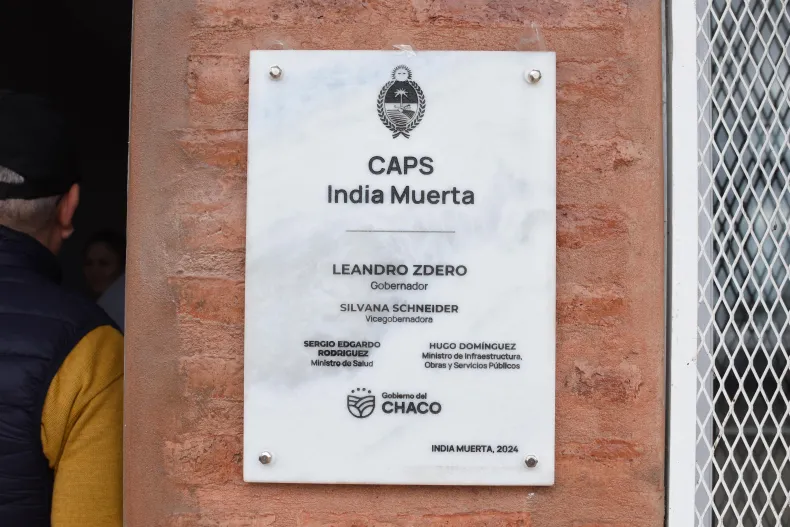 CAPS
India Muerta
LEANDRO ZDERO
Gobernador
SILVANA SCHNEIDER
Vicegobernadora
SERGIO EDGARDO
RODRIGUEZ
Ministro de Salud
HUGO DOMÍNGUEZ
Ministro de Infraestructura,
Obras y Servicios Públicos
Gobierno del
CHACO
INDIA MUERTA, 2024